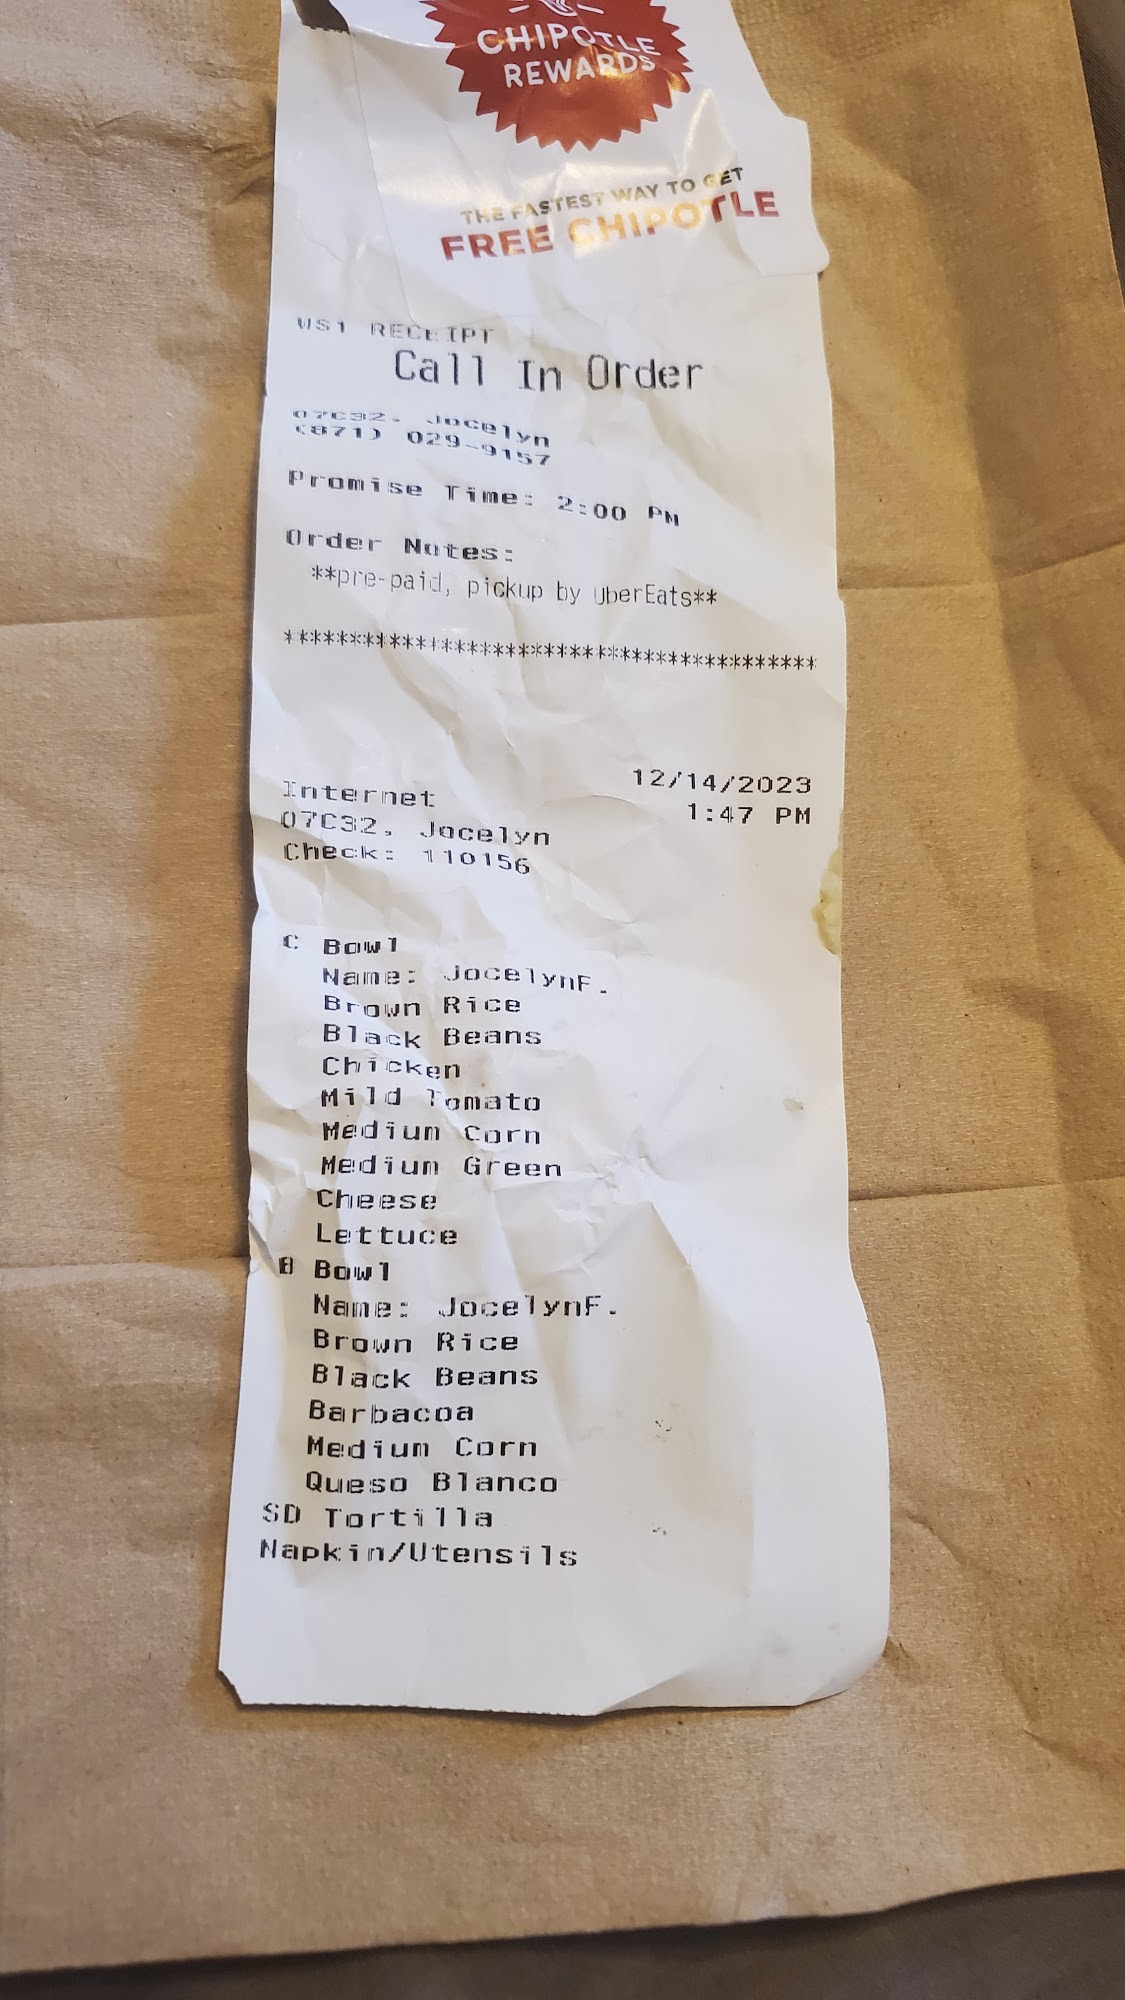 CHIPOTLE
REWARDS
THE FASTEST WAY TO GET
FREE CHIPOTLE
WS1 RECEIPT
Call In Order
07C32- Jocelyn
(871) 029-9157
Promise Time: 2:00 PM
Order Notes:
**pre-paid, pickup by UberEats**
********************************************
12/14/2023
Internet
1:47 PM
07C32, Jocelyn
Check: 110156
C Bowl
Name: JocelynF.
Brown Rice
Black Beans
Chicken
Mild Tomato
Medium Corn
Medium Green
Cheese
Lettuce
B Bowl
Name: JocelynF.
Brown Rice
Black Beans
Barbacoa
Medium Corn
Queso Blanco
SD Tortilla
Napkin/Utensils